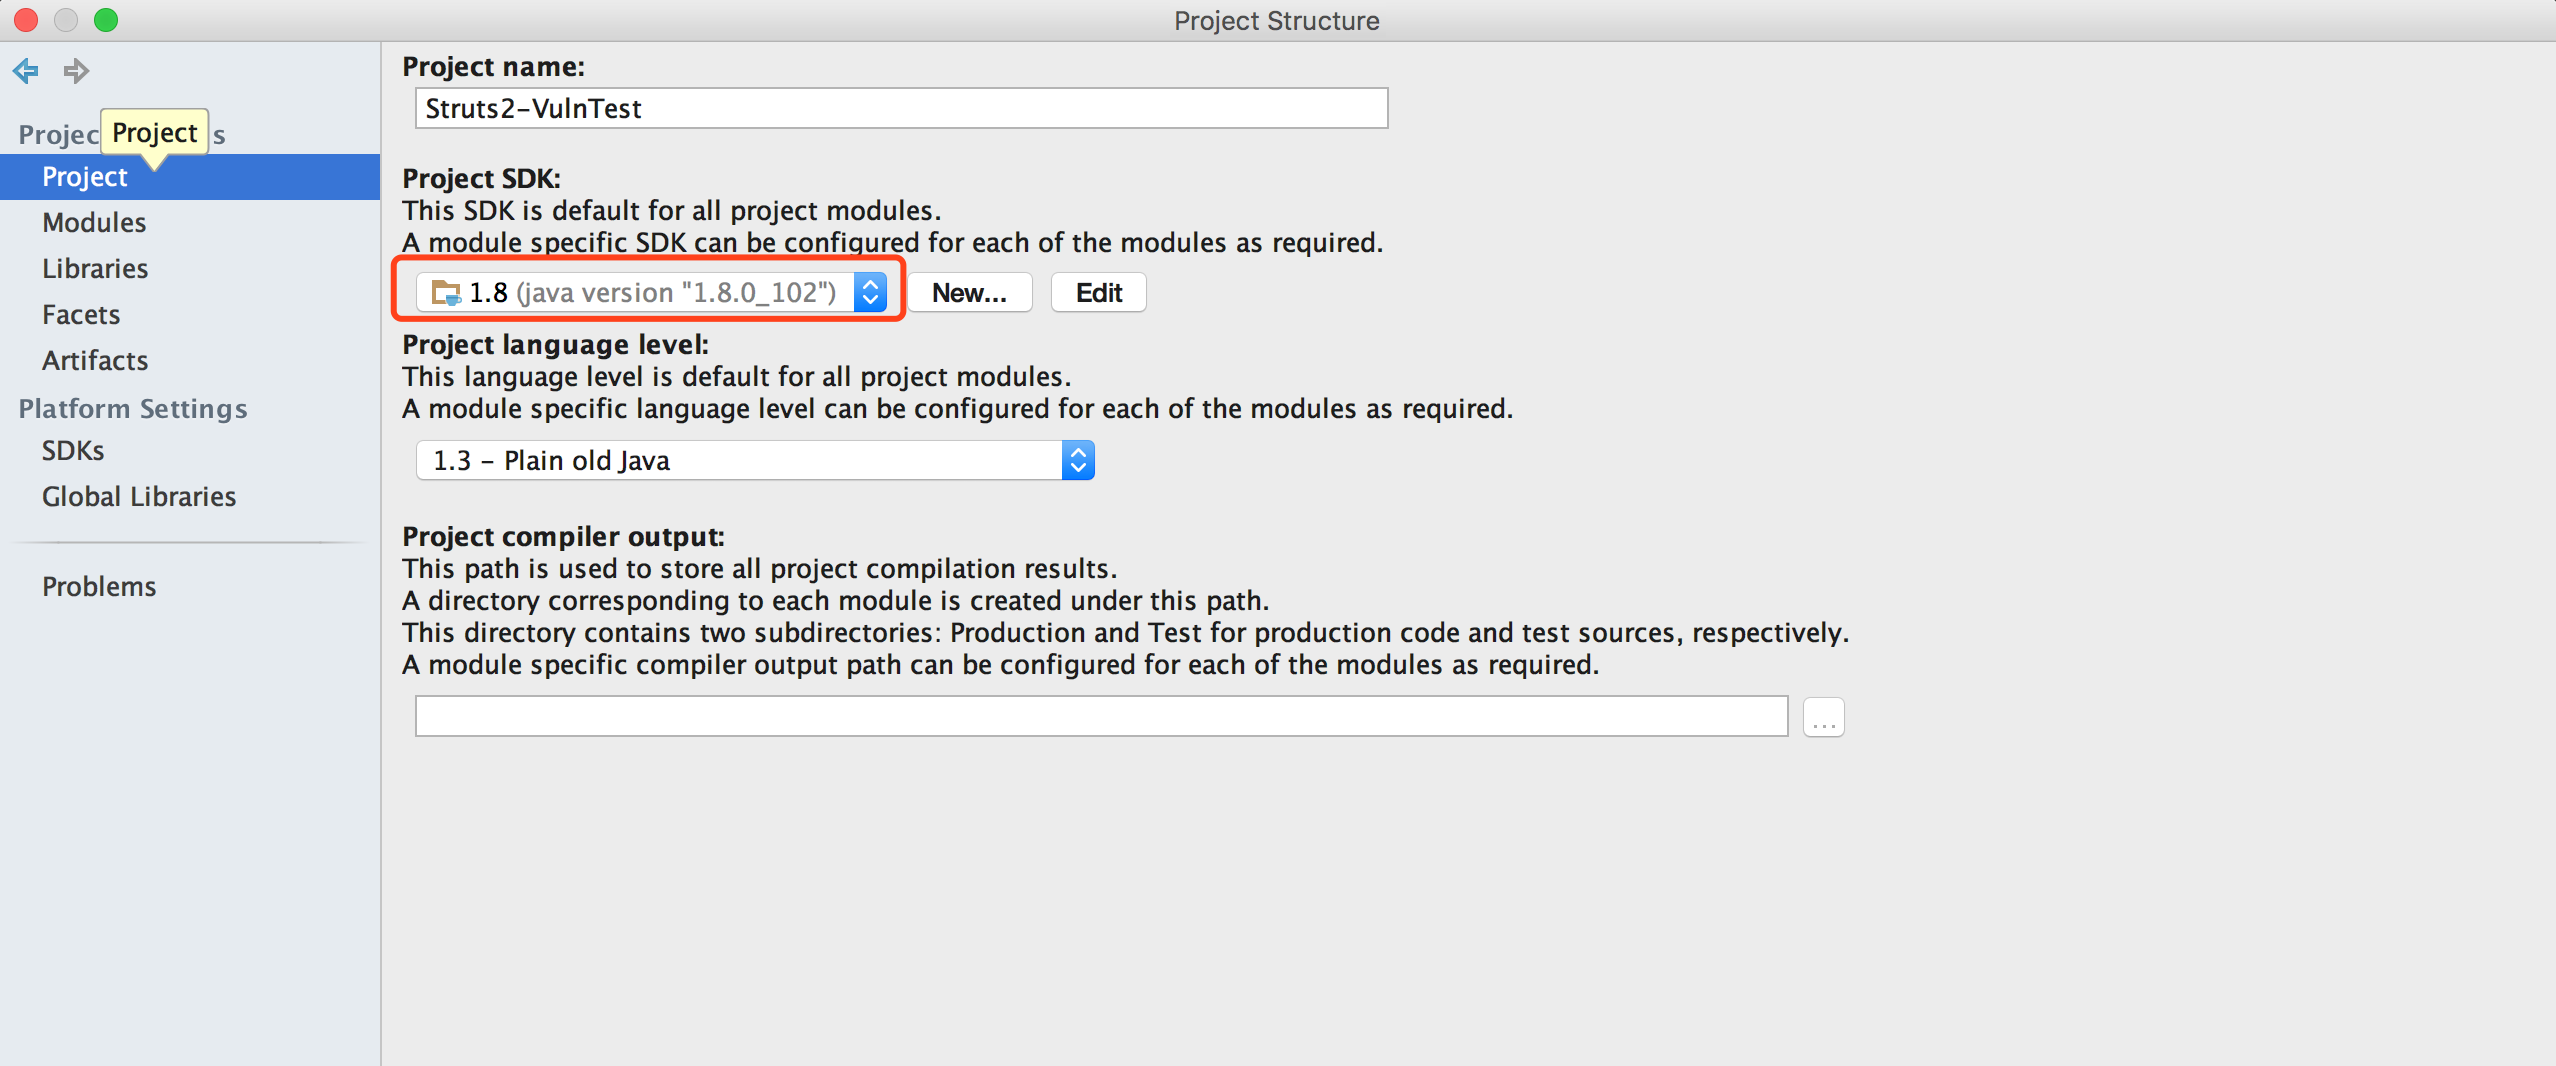 Project Structure
Project
Project
Modules
Libraries
Facets
Artifacts
Platform Settings
SDKs
Global Libraries
Problems
Project name:
Struts2-VulnTest
Project SDK:
This SDK is default for all project modules.
A module specific SDK can be configured for each of the modules as required.
1.8 (java version "1.8.0_102")
New...
Edit
Project language level:
This language level is default for all project modules.
A module specific language level can be configured for each of the modules as required.
1.3 - Plain old Java
Project compiler output:
This path is used to store all project compilation results.
A directory corresponding to each module is created under this path.
This directory contains two subdirectories: Production and Test for production code and test sources, respectively.
A module specific compiler output path can be configured for each of the modules as required.
...